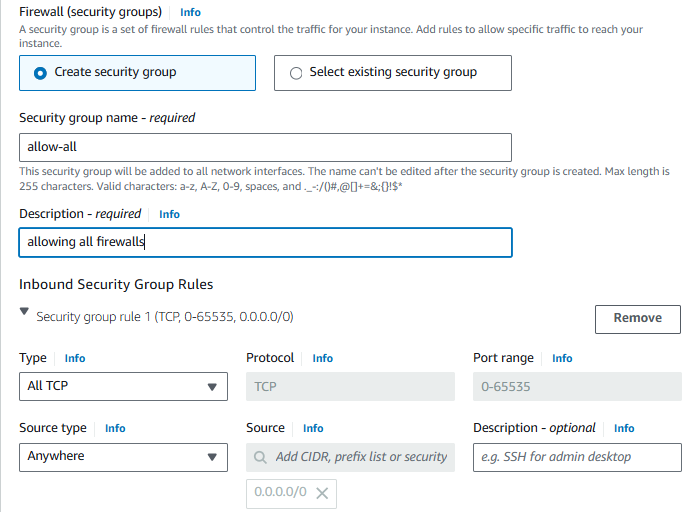 Firewall (security groups) Info
A security group is a set of firewall rules that control the traffic for your instance. Add rules to allow specific traffic to reach your
instance.
Create security group Select existing security group
Security group name - required
allow-all
This security group will be added to all network interfaces. The name can't be edited after the security group is created. Max length is
255 characters. Valid characters: a-z, A-Z, 0-9, spaces, and ._-:/()#,@[]+=&;{}!$*
Description - required Info
allowing all firewalls
Inbound Security Group Rules
Security group rule 1 (TCP, 0-65535, 0.0.0.0/0) Remove
Type Info Protocol Info Port range Info
All TCP TCP 0-65535
Source type Info Source Info Description - optional Info
Anywhere Add CIDR, prefix list or security e.g. SSH for admin desktop
0.0.0.0/0